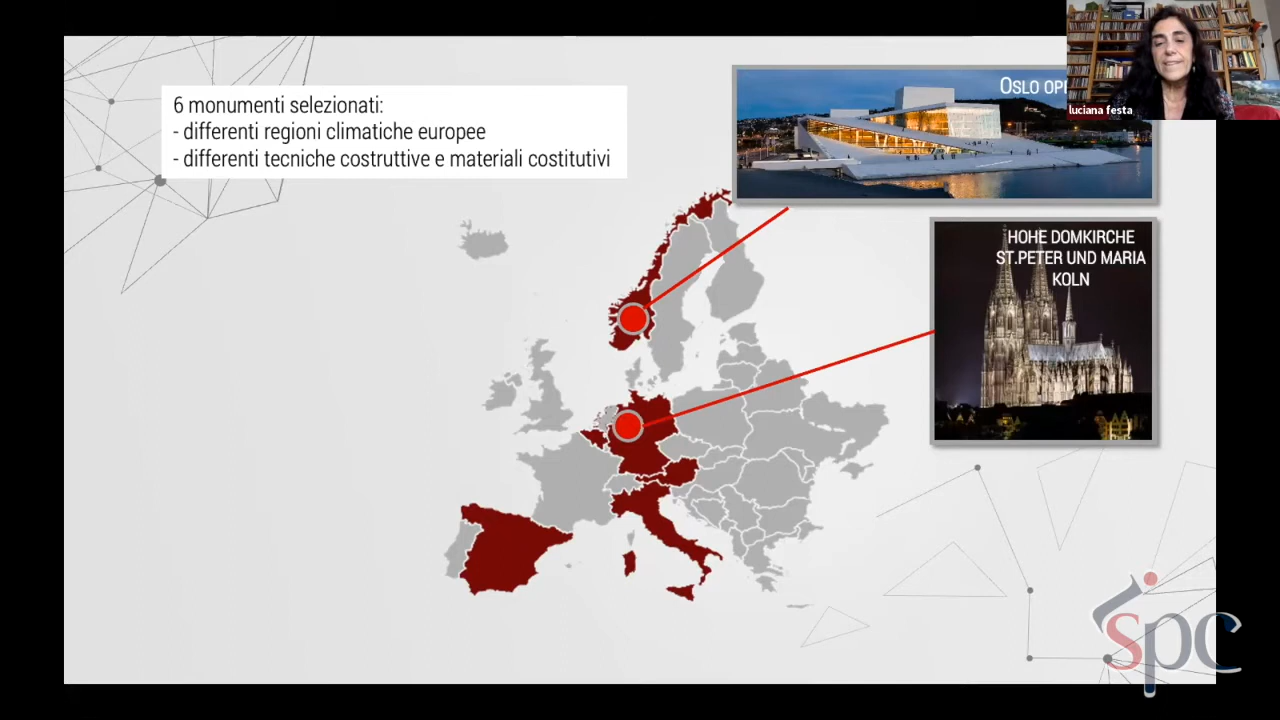 6 monumenti selezionati:
- differenti regioni climatiche europee
- differenti tecniche costruttive e materiali costitutivi
OSLO
luciana festa
HOHE DOMKIRCHE
ST.PETER UND MARIA
KOLN
spc